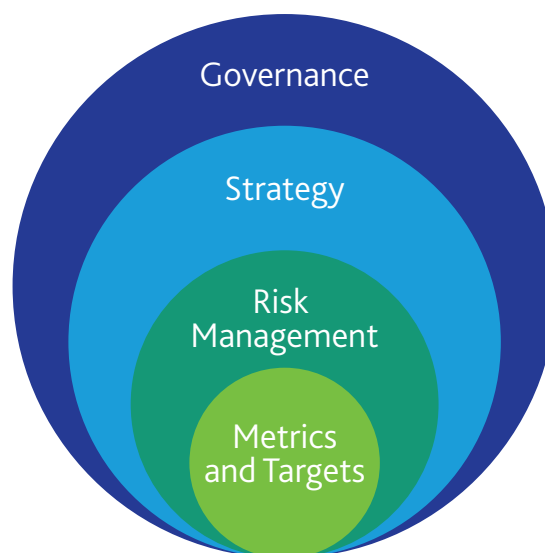 Governance
Strategy
Risk
Management
Metrics
and Targets